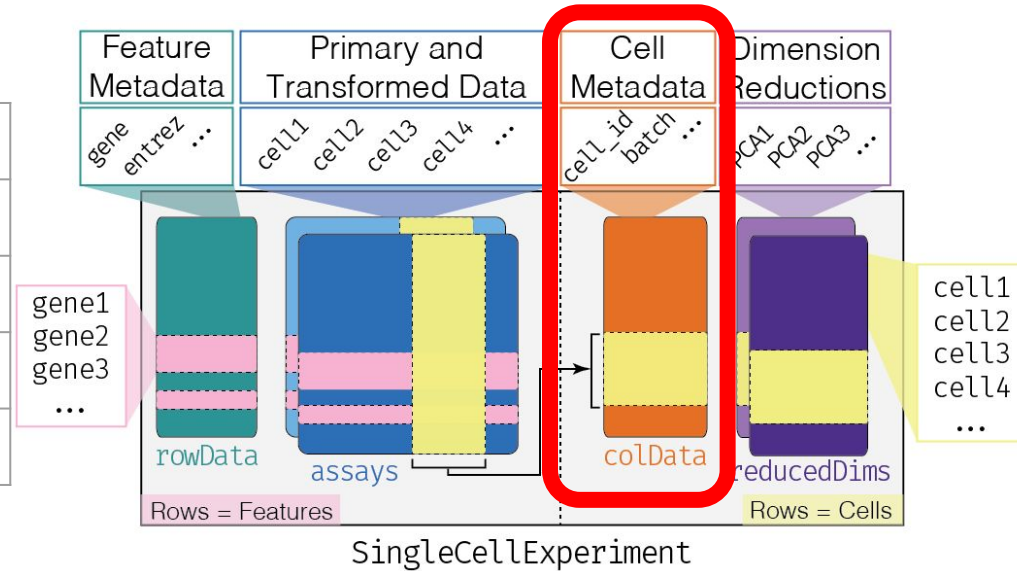 Feature
Metadata
Primary and
Transformed Data
Cell
Metadata
Dimension
Reductions
gene
entrez
...
cell1
cell2
cell3
cell4
...
cell_id
batch
...
PCA1
PCA2
PCA3
...
gene1
gene2
gene3
...
cell1
cell2
cell3
cell4
...
rowData
assays
colData
reducedDims
Rows = Features
Rows = Cells
SingleCellExperiment